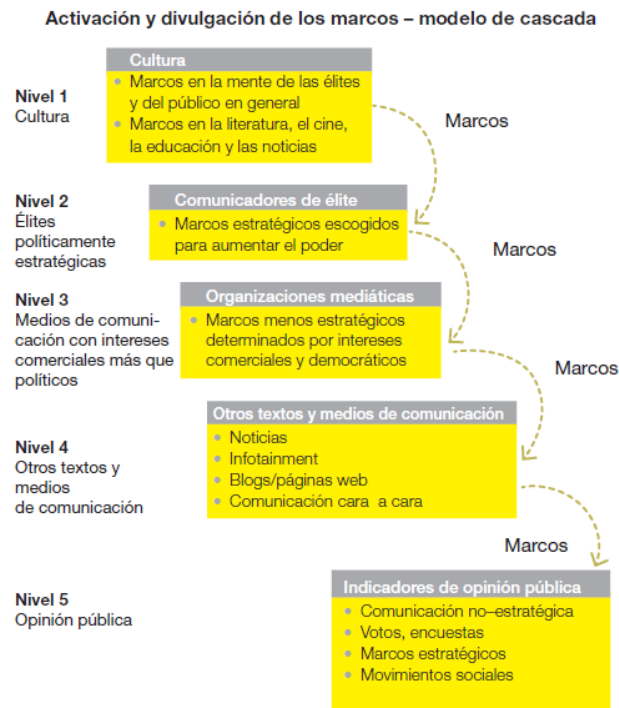 Activación y divulgación de los marcos – modelo de cascada
Nivel 1
Cultura
Cultura
• Marcos en la mente de las élites
y del público en general
• Marcos en la literatura, el cine,
la educación y las noticias
Marcos
Nivel 2
Élites
políticamente
estratégicas
Comunicadores de élite
• Marcos estratégicos escogidos
para aumentar el poder
Marcos
Nivel 3
Medios de comuni-
cación con intereses
comerciales más que
políticos
Organizaciones mediáticas
• Marcos menos estratégicos
determinados por intereses
comerciales y democráticos
Marcos
Nivel 4
Otros textos y
medios
de comunicación
Otros textos y medios de comunicación
• Noticias
• Infotainment
• Blogs/páginas web
• Comunicación cara a cara
Marcos
Nivel 5
Opinión pública
Indicadores de opinión pública
• Comunicación no–estratégica
• Votos, encuestas
• Marcos estratégicos
• Movimientos sociales